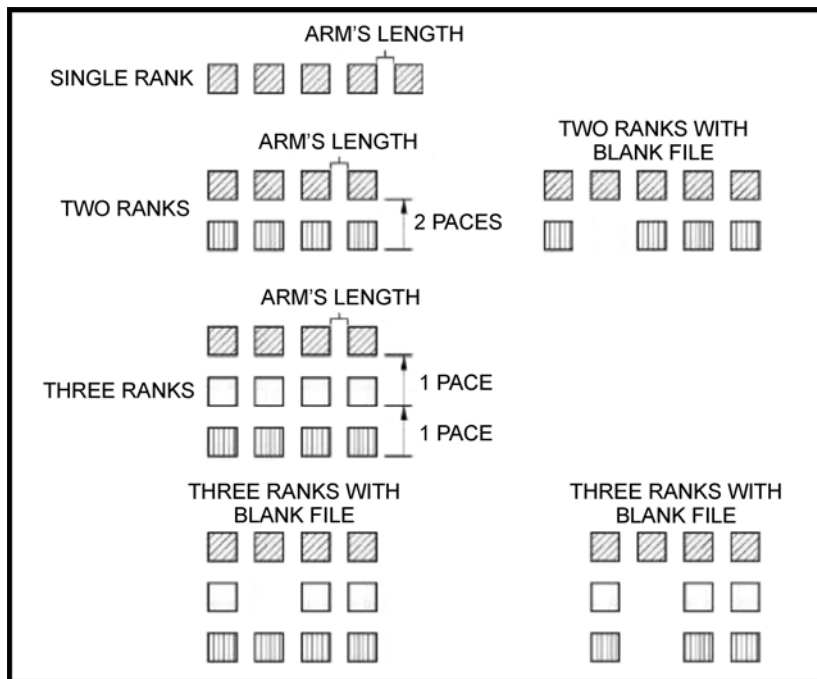 ARM'S LENGTH
SINGLE RANK
TWO RANKS WITH
BLANK FILE
ARM'S LENGTH
TWO RANKS
2 PACES
ARM'S LENGTH
THREE RANKS
1 PACE
1 PACE
THREE RANKS WITH
BLANK FILE
THREE RANKS WITH
BLANK FILE